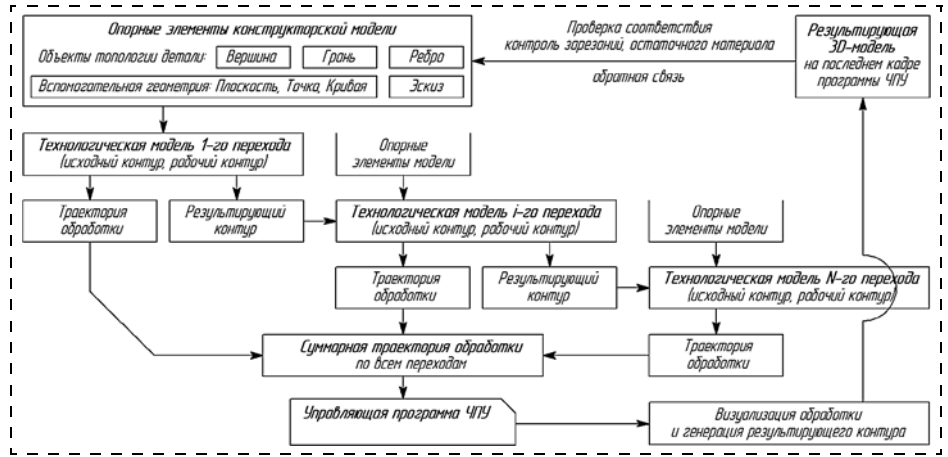 Опорные элементы конструкторской модели
Объекты топологии детали: Вершина Грань Ребро
Вспомогательная геометрия: Плоскость, Точка, Кривая Эскиз
Проверка соответствия
контроль зарезаний, остаточного материала
обратная связь
Результирующая
3D-модель
на последнем кадре
программы ЧПУ
Технологическая модель 1-го перехода
(исходный контур, рабочий контур)
Опорные
элементы модели
Траектория
обработки
Результирующий
контур
Технологическая модель i-го перехода
(исходный контур, рабочий контур)
Опорные
элементы модели
Траектория
обработки
Результирующий
контур
Технологическая модель N-го перехода
(исходный контур, рабочий контур)
Суммарная траектория обработки
по всем переходам
Траектория
обработки
Управляющая программа ЧПУ
Визуализация обработки
и генерация результирующего контура